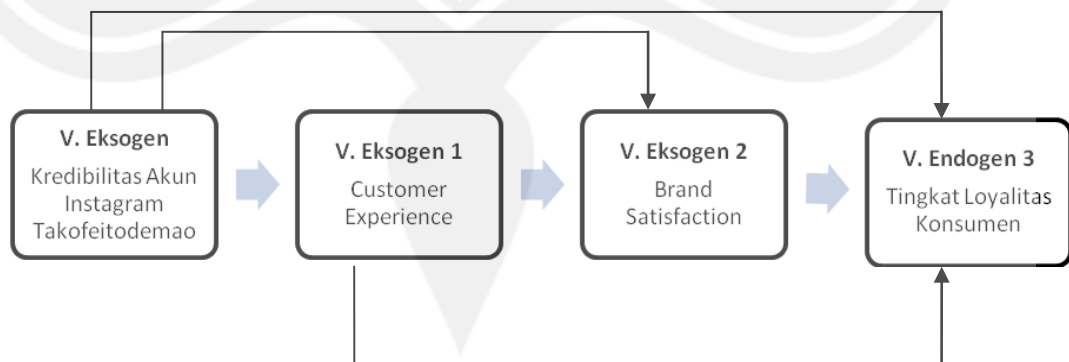 V. Eksogen
Kredibilitas Akun
Instagram
Takofeitodemao
V. Eksogen 1
Customer
Experience
V. Eksogen 2
Brand
Satisfaction
V. Endogen 3
Tingkat Loyalitas
Konsumen